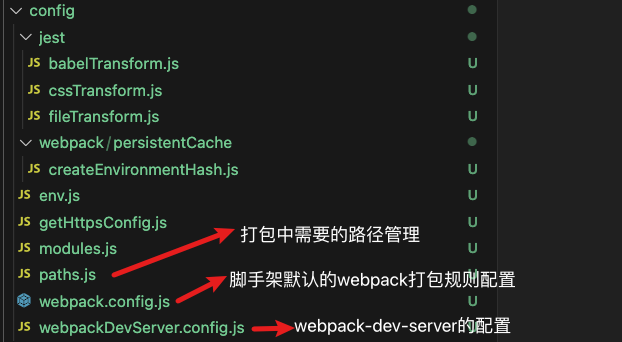 config
jest
JS babelTransform.js U
JS cssTransform.js U
JS fileTransform.js U
webpack/persistentCache
JS createEnvironmentHash.js U
JS env.js U
JS getHttpsConfig.js U
打包中需要的路径管理
JS modules.js U
JS paths.js U
脚手架默认的webpack打包规则配置
webpack.config.js U
JS webpackDevServer.config.js U
webpack-dev-server的配置